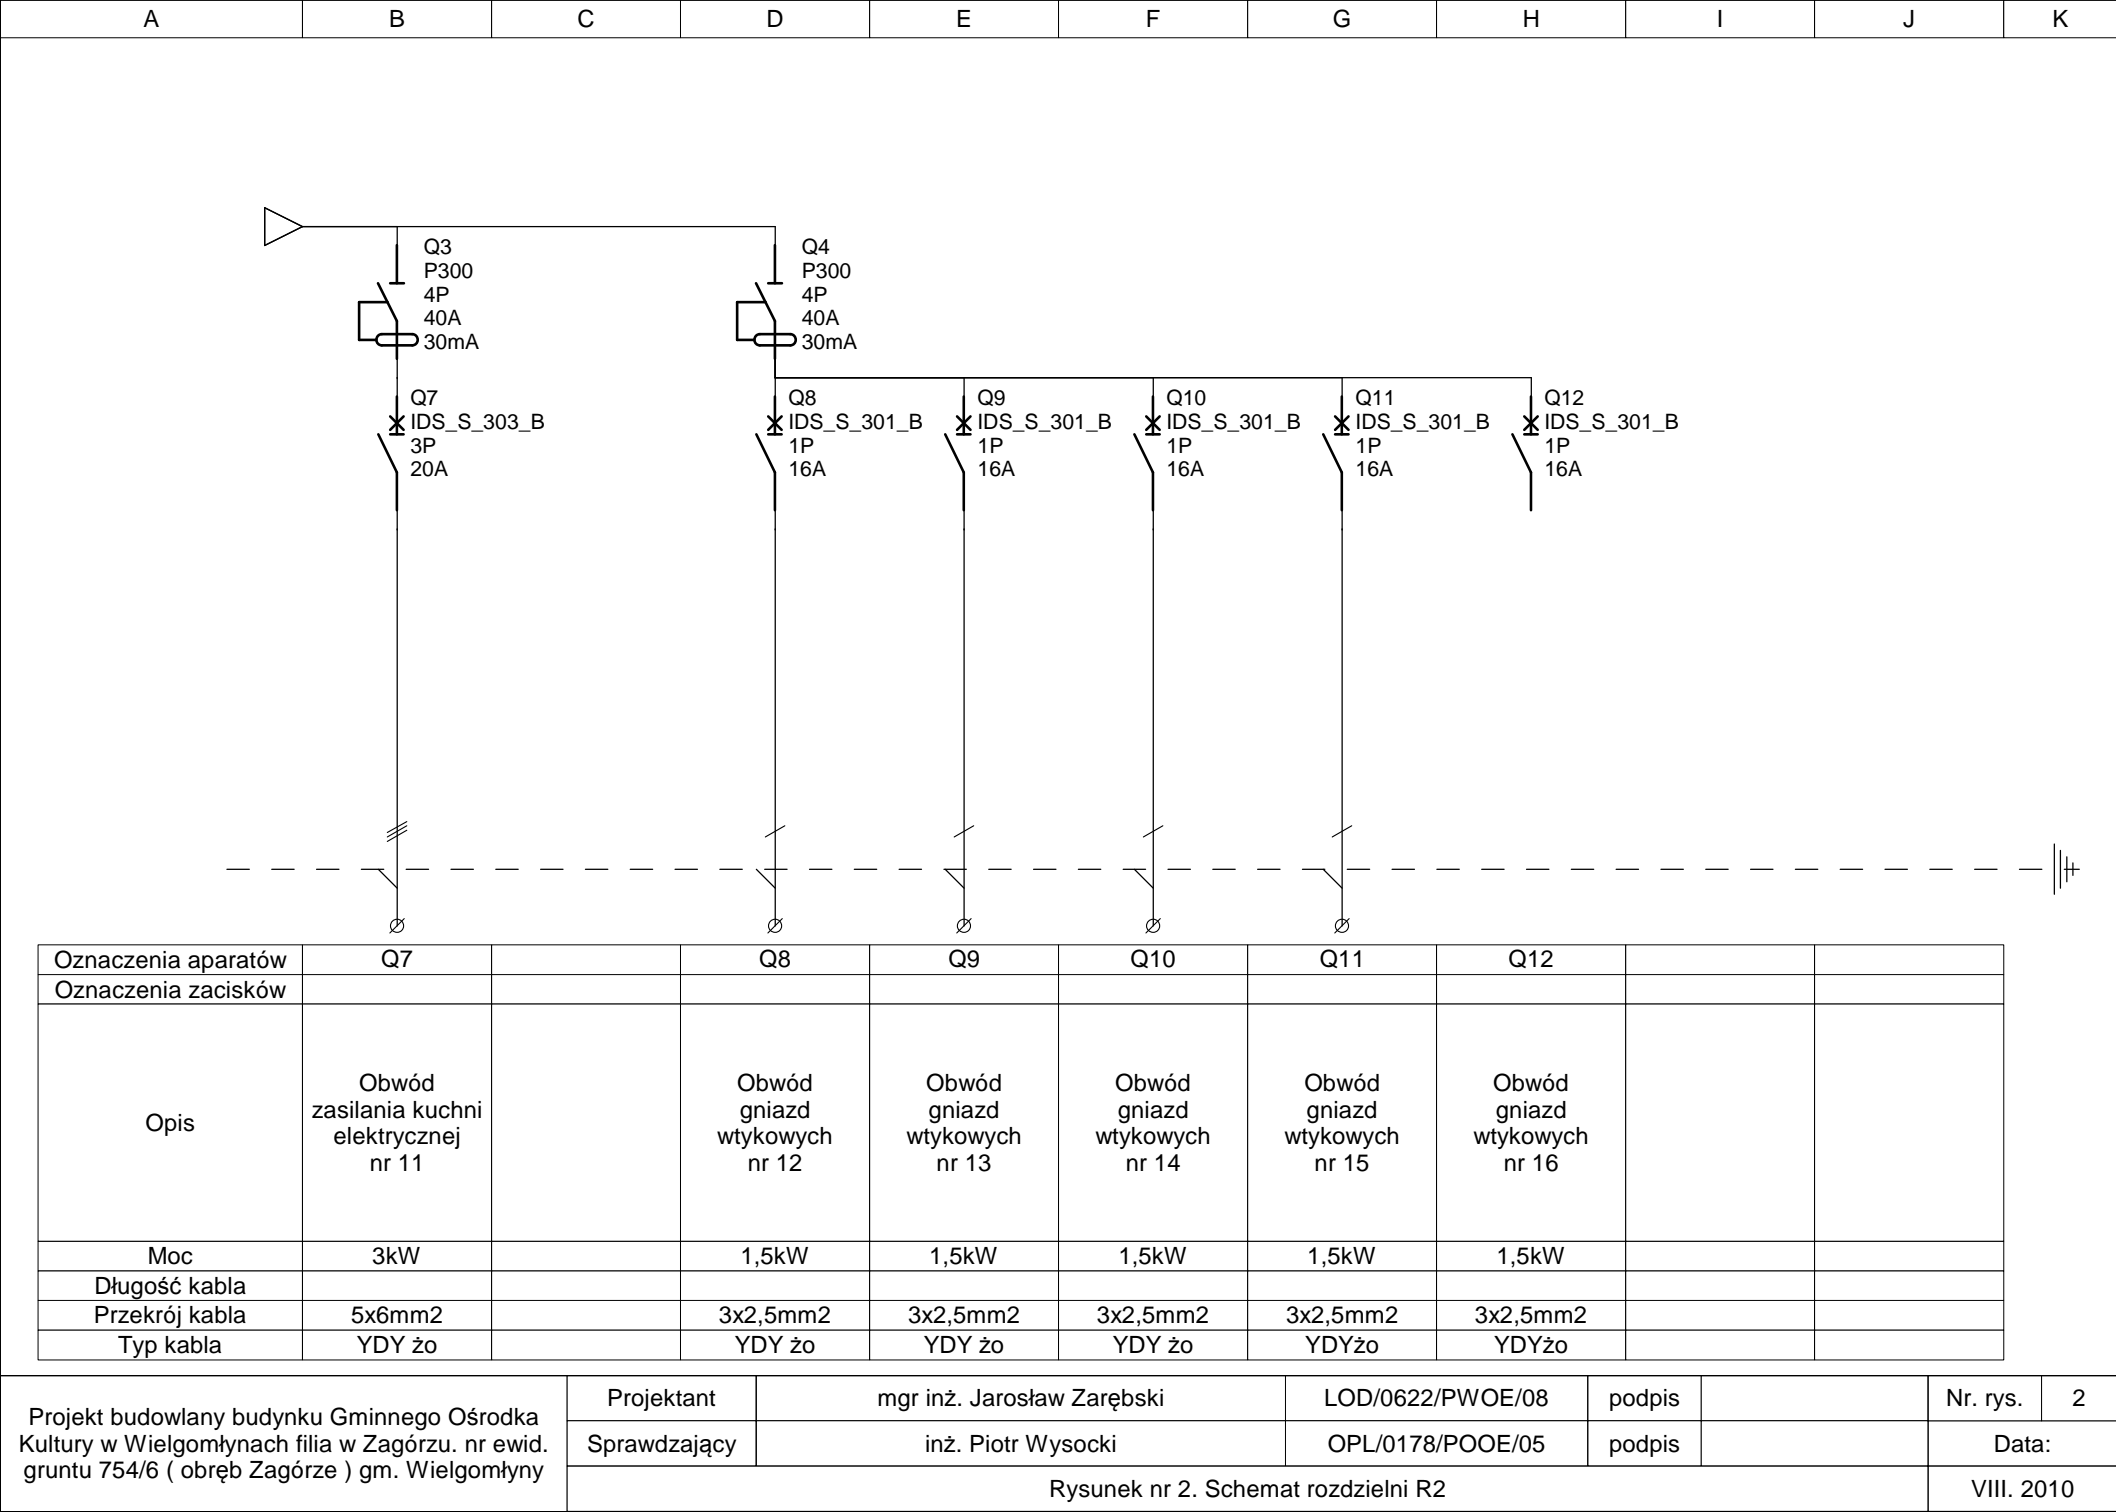 A B C D E F G H I J K
Q3
P300
4P
40A
30mA
Q4
P300
4P
40A
30mA
Q7
IDS_S_303_B
3P
20A
Q8
IDS_S_301_B
1P
16A
Q9
IDS_S_301_B
1P
16A
Q10
IDS_S_301_B
1P
16A
Q11
IDS_S_301_B
1P
16A
Q12
IDS_S_301_B
1P
16A
Oznaczenia aparatów Q7 Q8 Q9 Q10 Q11 Q12
Oznaczenia zacisków
Opis
Obwód
zasilania kuchni
elektrycznej
nr 11
Obwód
gniazd
wtykowych
nr 12
Obwód
gniazd
wtykowych
nr 13
Obwód
gniazd
wtykowych
nr 14
Obwód
gniazd
wtykowych
nr 15
Obwód
gniazd
wtykowych
nr 16
Moc 3kW 1,5kW 1,5kW 1,5kW 1,5kW 1,5kW
Długość kabla
Przekrój kabla 5x6mm2 3x2,5mm2 3x2,5mm2 3x2,5mm2 3x2,5mm2 3x2,5mm2
Typ kabla YDY żo YDY żo YDY żo YDY żo YDYżo YDYżo
Projekt budowlany budynku Gminnego Ośrodka
Kultury w Wielgomłynach filia w Zagórzu. nr ewid.
gruntu 754/6 ( obręb Zagórze ) gm. Wielgomłyny
Projektant mgr inż. Jarosław Zarębski LOD/0622/PWOE/08 podpis Nr. rys. 2
Sprawdzający inż. Piotr Wysocki OPL/0178/POOE/05 podpis Data:
Rysunek nr 2. Schemat rozdzielni R2 VIII. 2010